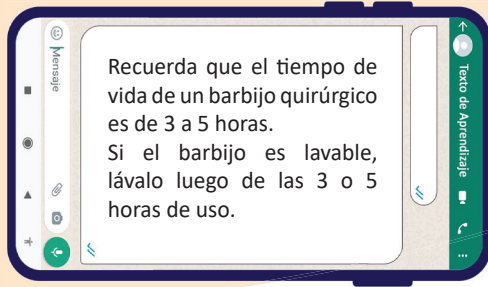 Texto de Aprendizaje
Recuerda que el tiempo de
vida de un barbijo quirúrgico
es de 3 a 5 horas.
Si el barbijo es lavable,
lávalo luego de las 3 o 5
horas de uso.
Mensaje